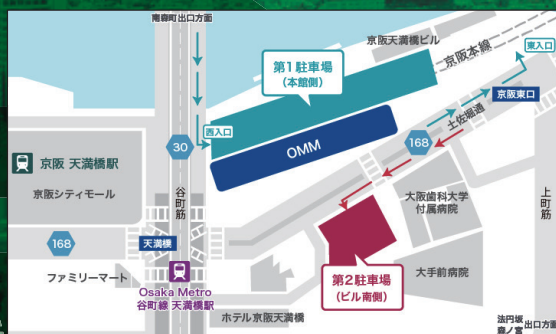 南森町出口方面
京阪天満橋ビル
京阪本線
東入口
第1駐車場
(本館側)
京阪東口
土佐堀通
西入口
30
OMM
168
京阪 天満橋駅
京阪シティモール
谷町筋
大阪歯科大学
付属病院
上町筋
168
天満橋
ファミリーマート
Osaka Metro
谷町線 天満橋駅
第2駐車場
(ビル南側)
大手前病院
ホテル京阪天満橋
法円坂
森ノ宮
出口方面